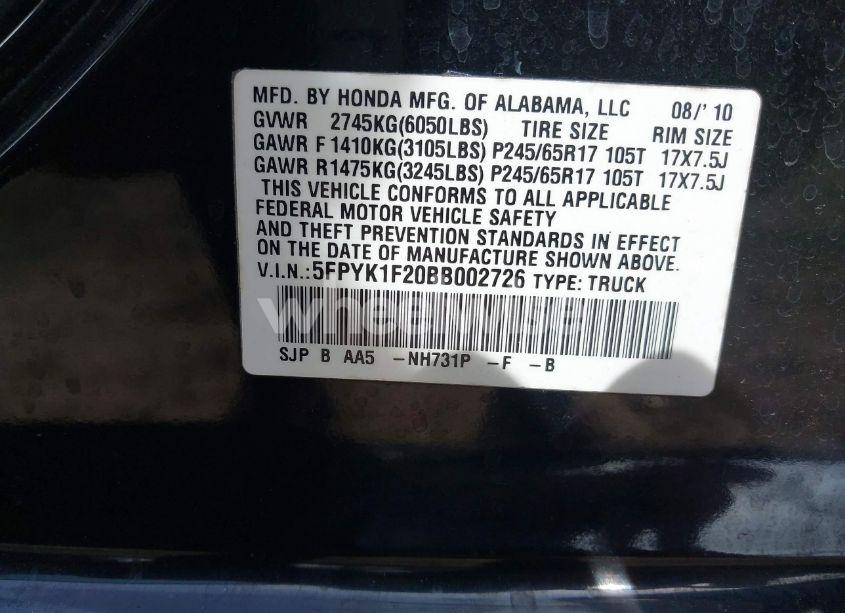 MFD. BY HONDA MFG. OF ALABAMA, LLC 08/'10
GVWR 2745KG(6050LBS) TIRE SIZE RIM SIZE
GAWR F 1410KG(3105LBS) P245/65R17 105T 17X7.5J
GAWR R1475KG(3245LBS) P245/65R17 105T 17X7.5J
THIS VEHICLE CONFORMS TO ALL APPLICABLE
FEDERAL MOTOR VEHICLE SAFETY
AND THEFT PREVENTION STANDARDS IN EFFECT
ON THE DATE OF MANUFACTURE SHOWN ABOVE.
V.I.N.:5FPYK1F20BB002726 TYPE: TRUCK
wheelwise
SJP B AA5 -NH731P -F -B